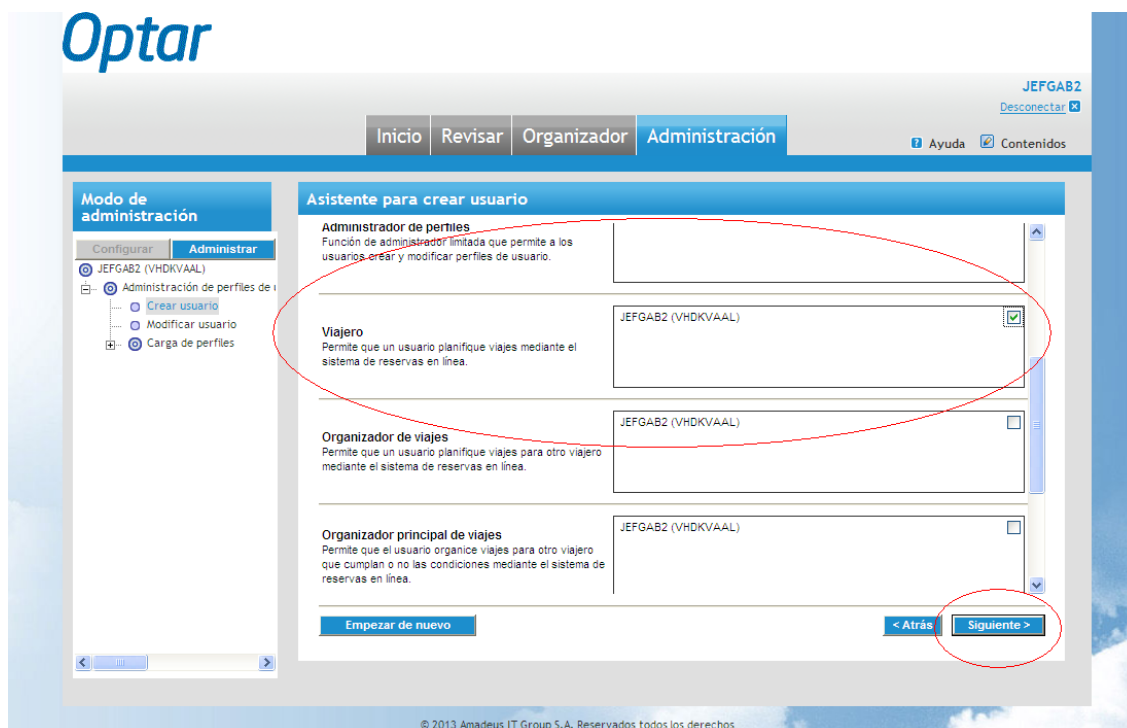 Optar
JEFGAB2
Desconectar
Inicio Revisar Organizador Administración
Ayuda Contenidos
Modo de
administración
Configurar Administrar
JEFGAB2 (VHDKVAAL)
Administración de perfiles de
Crear usuario
Modificar usuario
Carga de perfiles
Asistente para crear usuario
Administrador de perfiles
Función de administrador limitada que permite a los
usuarios crear y modificar perfiles de usuario.
Viajero
Permite que un usuario planifique viajes mediante el
sistema de reservas en línea.
JEFGAB2 (VHDKVAAL)
Organizador de viajes
Permite que un usuario planifique viajes para otro viajero
mediante el sistema de reservas en línea.
JEFGAB2 (VHDKVAAL)
Organizador principal de viajes
Permite que el usuario organice viajes para otro viajero
que cumplan o no las condiciones mediante el sistema de
reservas en línea.
JEFGAB2 (VHDKVAAL)
Empezar de nuevo
< Atrás Siguiente >
© 2013 Amadeus IT Group S.A. Reservados todos los derechos